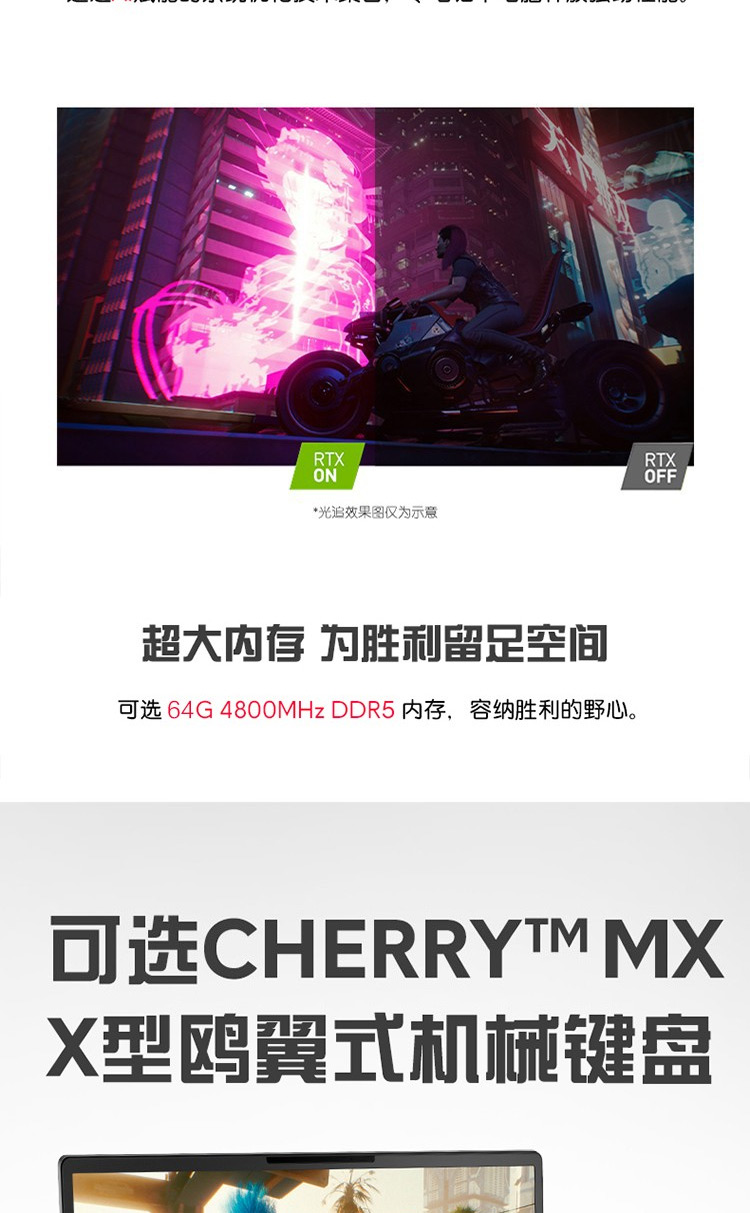 RTX
ON
RTX
OFF
*光追效果图仅为示意
超大内存 为胜利留足空间
可选 64G 4800MHz DDR5 内存，容纳胜利的野心。
可选CHERRY™ MX
X型鸥翼式机械键盘